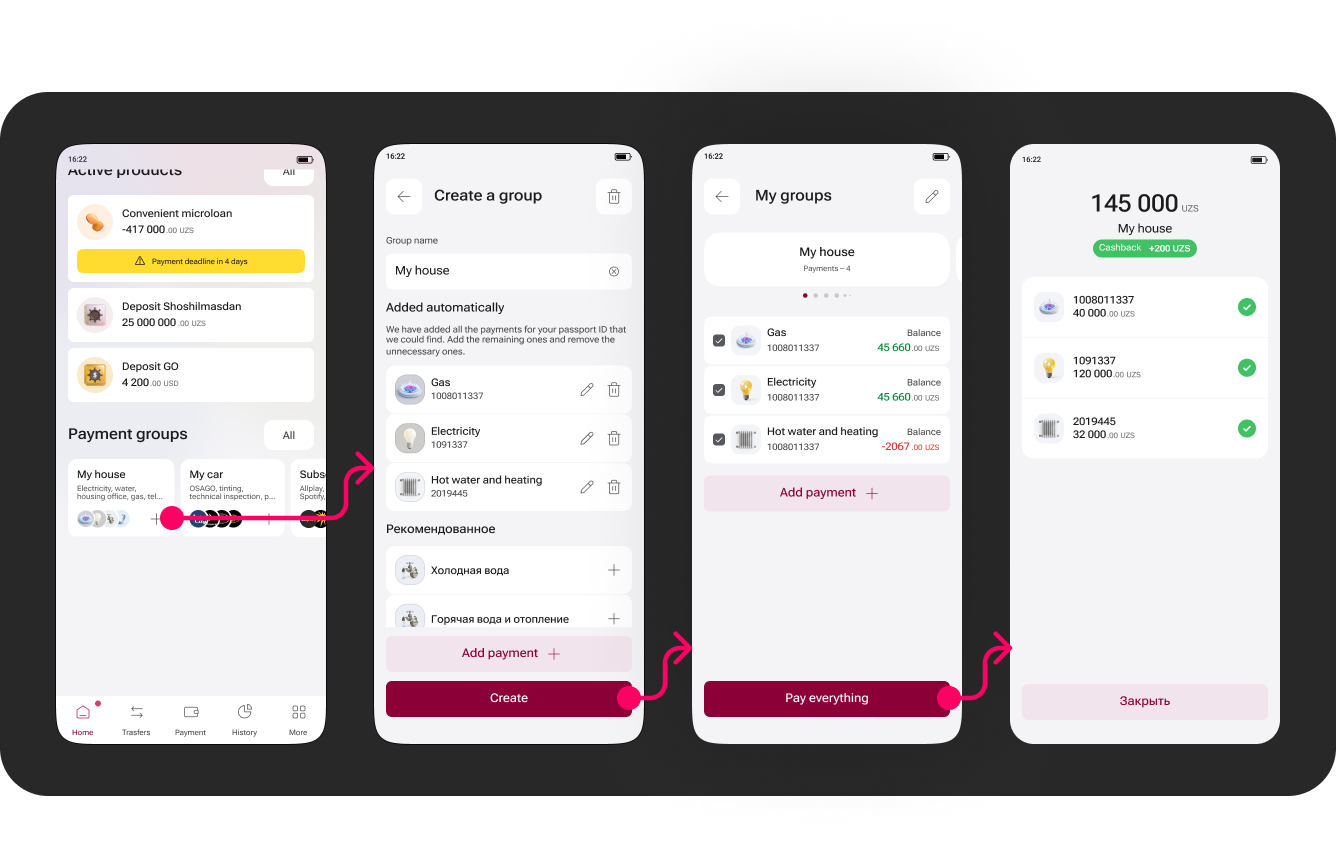 16:22
Active products
All
Convenient microloan
-417 000.00 UZS
Payment deadline in 4 days
Deposit Shoshilmasdan
25 000 000 .00 UZS
Deposit GO
4 200.00 USD
Payment groups
All
My house
Electricity, water,
housing office, gas, tel...
My car
OSAGO, tinting,
technical inspection, p...
Subs
Allplay,
Spotify,
Home
Trasfers
Payment
History
More
16:22
Create a group
Group name
My house
Added automatically
We have added all the payments for your passport ID that
we could find. Add the remaining ones and remove the
unnecessary ones.
Gas
1008011337
Electricity
1091337
Hot water and heating
2019445
Рекомендованное
Холодная вода
Горячая вода и отопление
Add payment
Create
16:22
My groups
My house
Payments – 4
Gas
Balance
1008011337
45 660.00 UZS
Electricity
Balance
1008011337
45 660.00 UZS
Hot water and heating
Balance
1008011337
-2067.00 UZS
Add payment
Pay everything
16:22
145 000 UZS
My house
Cashback +200 UZS
1008011337
40 000.00 UZS
1091337
120 000.00 UZS
2019445
32 000.00 UZS
Закрыть